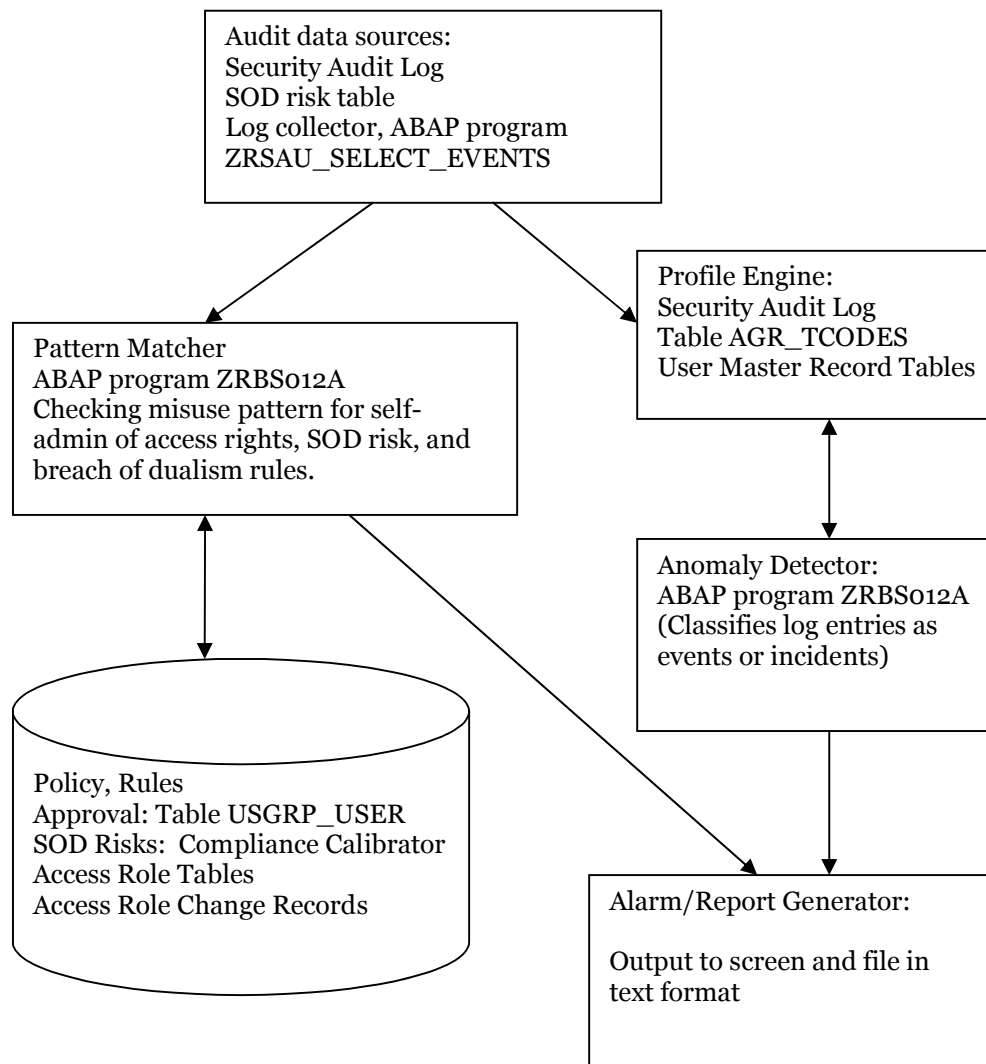 Audit data sources:
Security Audit Log
SOD risk table
Log collector, ABAP program
ZRSAU_SELECT_EVENTS
Profile Engine:
Security Audit Log
Table AGR_TCODES
User Master Record Tables
Pattern Matcher
ABAP program ZRBS012A
Checking misuse pattern for self-
admin of access rights, SOD risk, and
breach of dualism rules.
Anomaly Detector:
ABAP program ZRBS012A
(Classifies log entries as
events or incidents)
Policy, Rules
Approval: Table USGRP_USER
SOD Risks:  Compliance Calibrator
Access Role Tables
Access Role Change Records
Alarm/Report Generator:
Output to screen and file in
text format